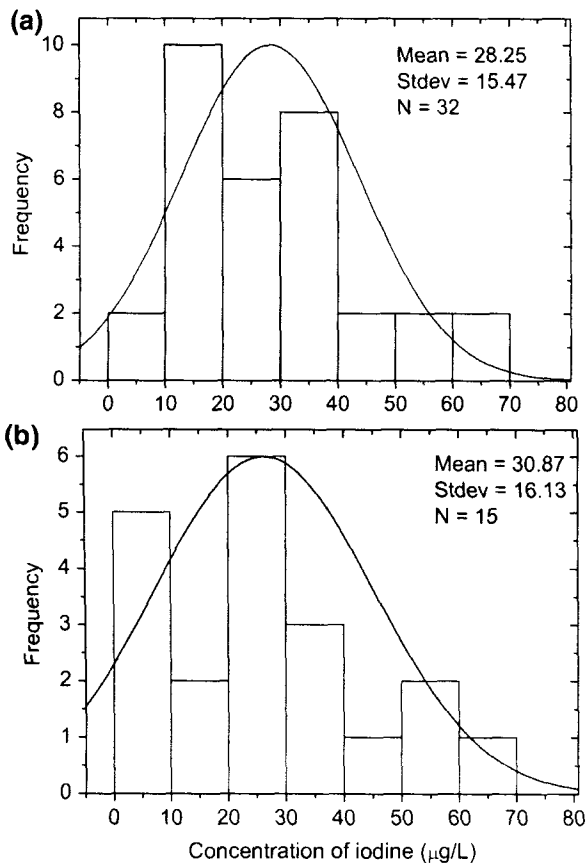 (a)
Mean = 28.25
Stdev = 15.47
N = 32
Frequency
10
8
6
4
2
0
0 10 20 30 40 50 60 70 80
(b)
Mean = 30.87
Stdev = 16.13
N = 15
Frequency
6
5
4
3
2
1
0
0 10 20 30 40 50 60 70 80
Concentration of iodine (µg/L)